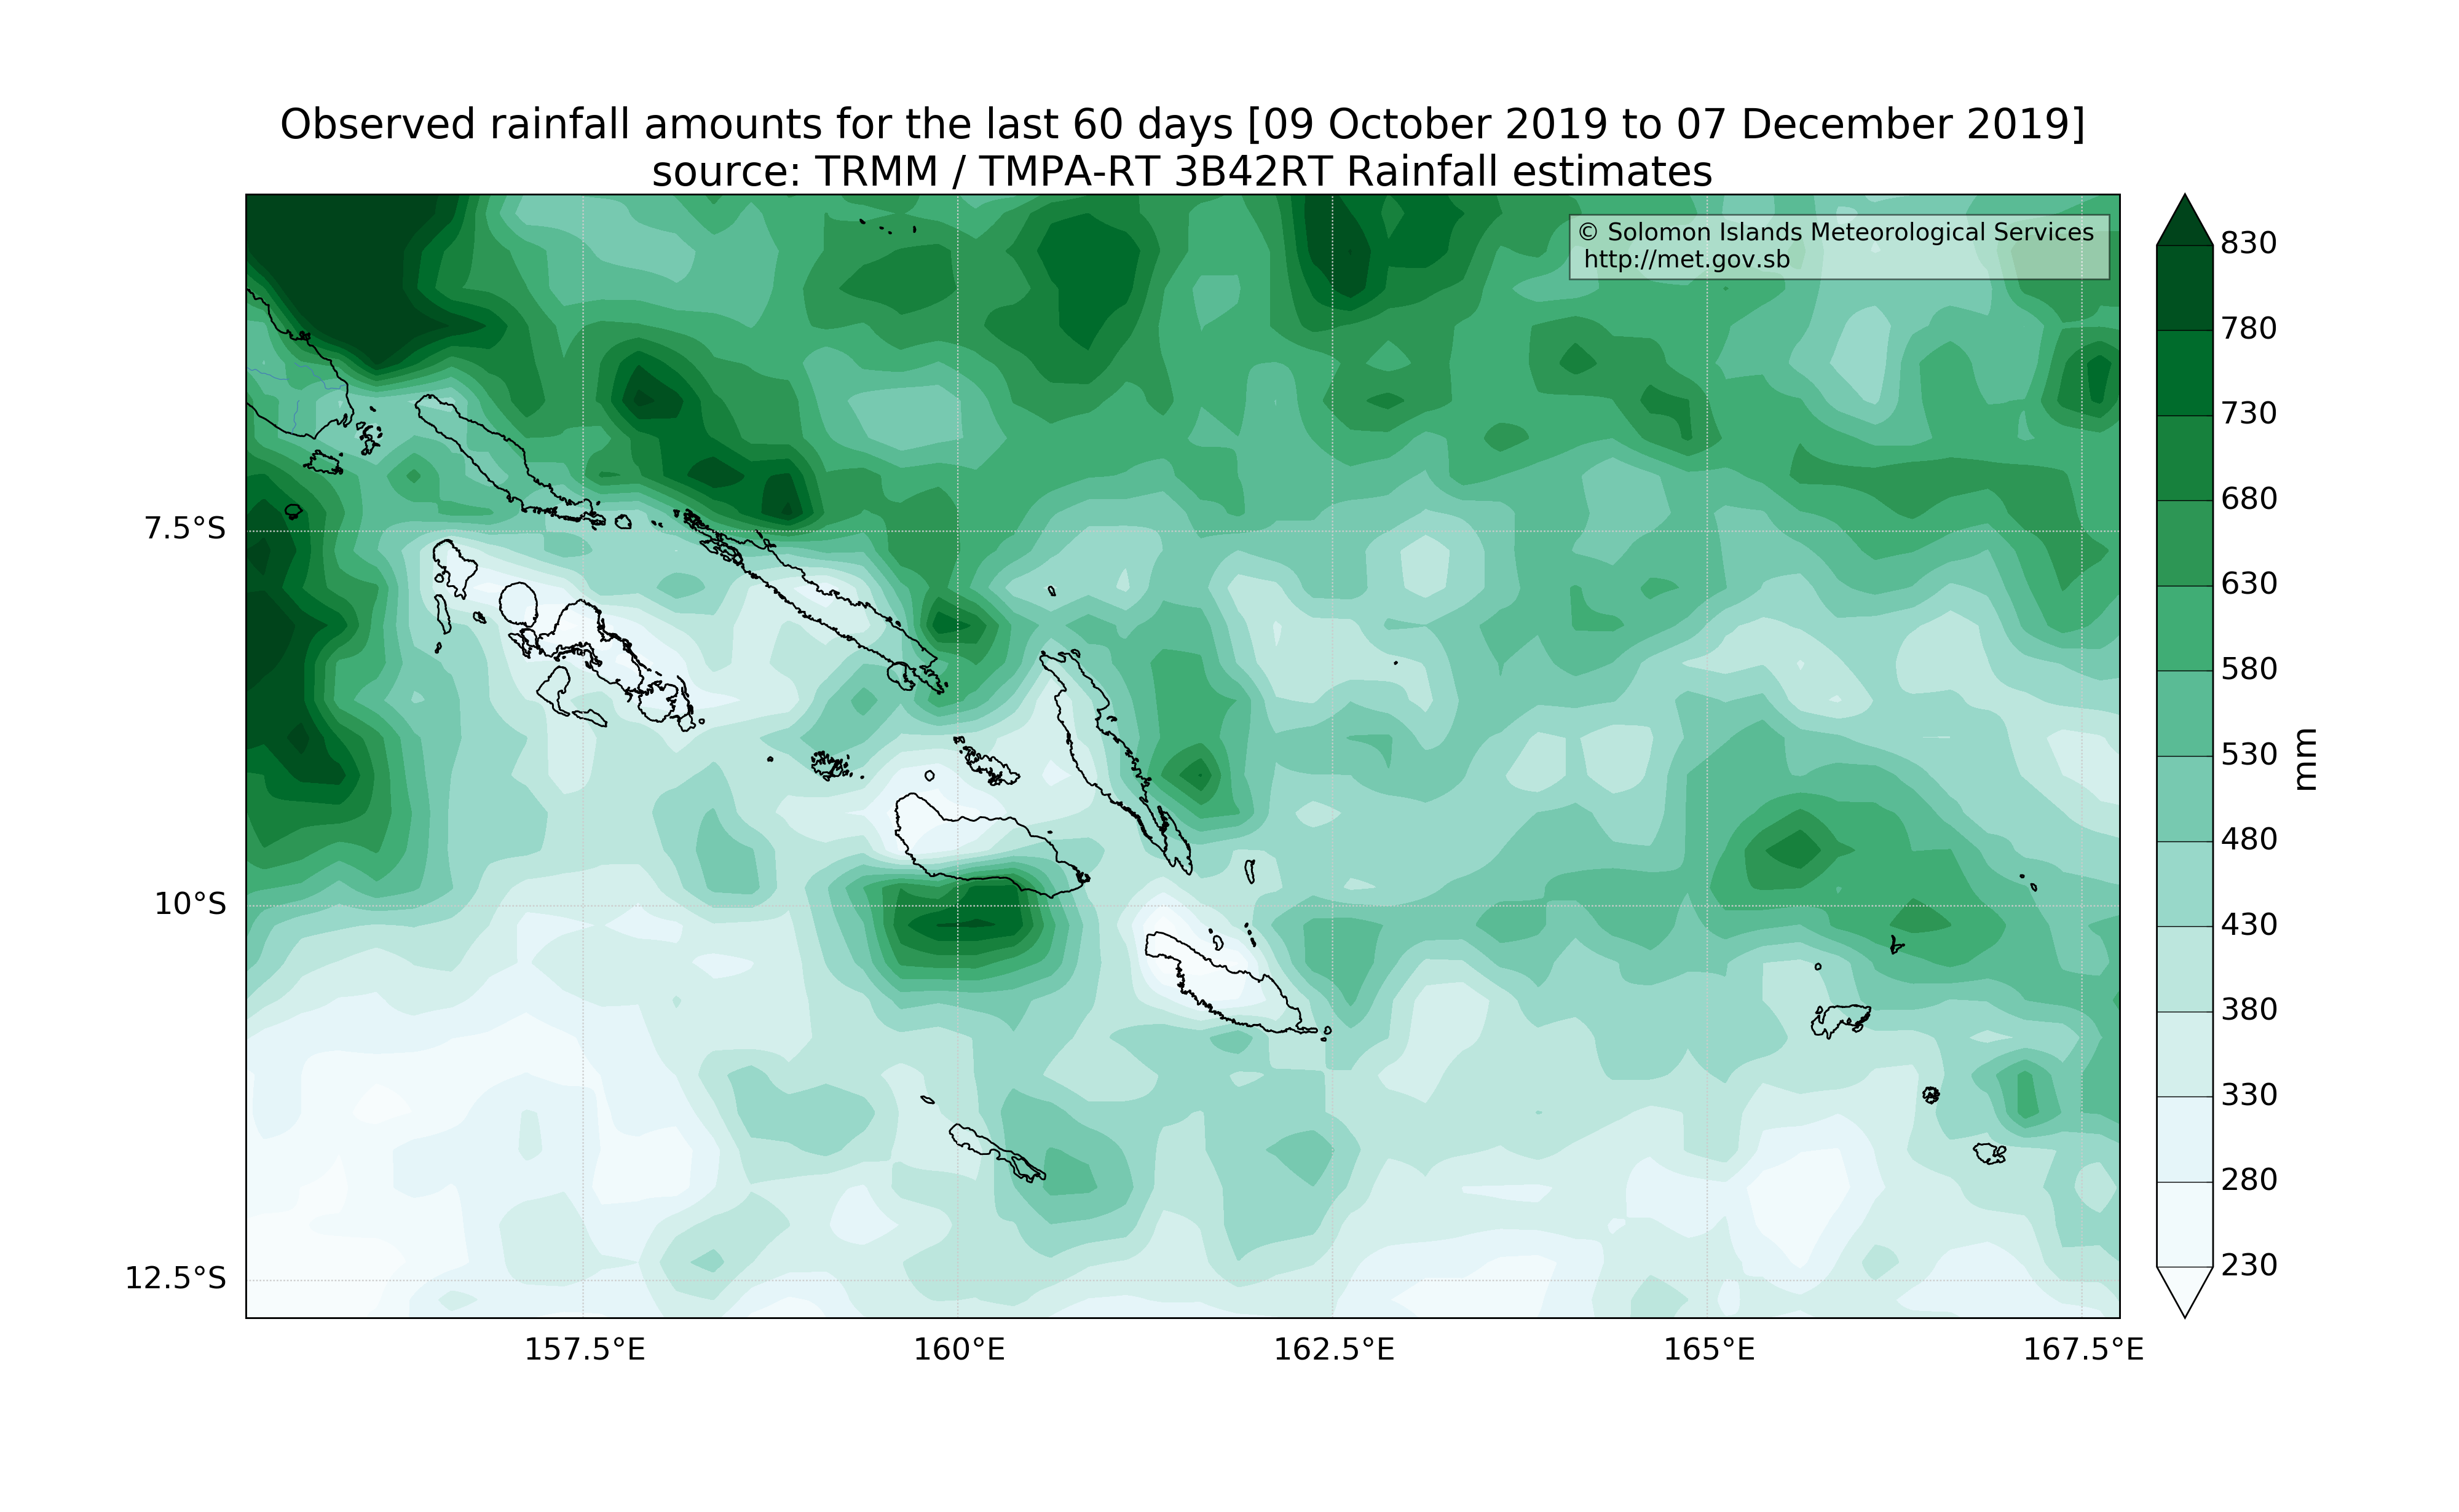 Observed rainfall amounts for the last 60 days [09 October 2019 to 07 December 2019]
source: TRMM / TMPA-RT 3B42RT Rainfall estimates
© Solomon Islands Meteorological Services
http://met.gov.sb
7.5°S
10°S
12.5°S
157.5°E
160°E
162.5°E
165°E
167.5°E
830
780
730
680
630
580
530
480
430
380
330
280
230
mm